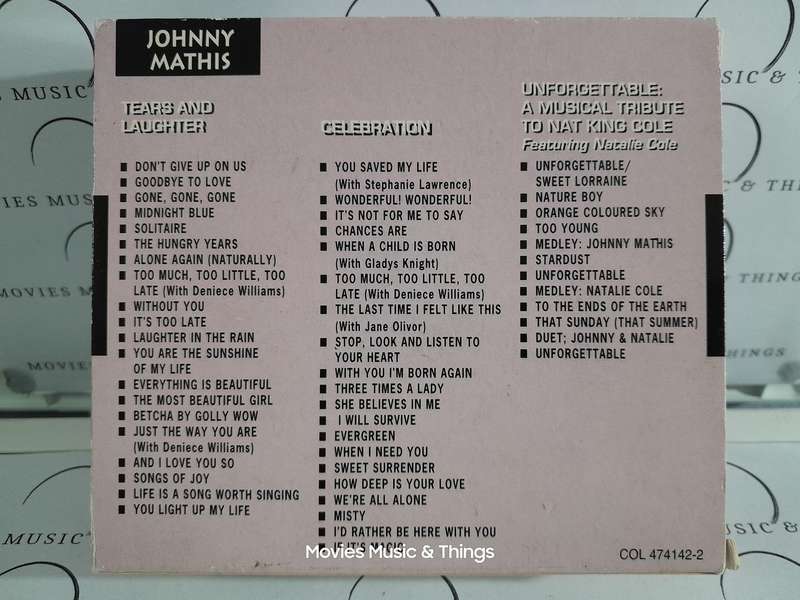 JOHNNY
MATHIS
TEARS AND
LAUGHTER
■ DON'T GIVE UP ON US
■ GOODBYE TO LOVE
■ GONE, GONE, GONE
■ MIDNIGHT BLUE
■ SOLITAIRE
■ THE HUNGRY YEARS
■ ALONE AGAIN (NATURALLY)
■ TOO MUCH, TOO LITTLE, TOO
LATE (With Deniece Williams)
■ WITHOUT YOU
■ IT'S TOO LATE
■ LAUGHTER IN THE RAIN
■ YOU ARE THE SUNSHINE
OF MY LIFE
■ EVERYTHING IS BEAUTIFUL
■ THE MOST BEAUTIFUL GIRL
■ BETCHA BY GOLLY WOW
■ JUST THE WAY YOU ARE
(With Deniece Williams)
■ AND I LOVE YOU SO
■ SONGS OF JOY
■ LIFE IS A SONG WORTH SINGING
■ YOU LIGHT UP MY LIFE
CELEBRATION
■ YOU SAVED MY LIFE
(With Stephanie Lawrence)
■ WONDERFUL! WONDERFUL!
■ IT'S NOT FOR ME TO SAY
■ CHANCES ARE
■ WHEN A CHILD IS BORN
(With Gladys Knight)
■ TOO MUCH, TOO LITTLE, TOO
LATE (With Deniece Williams)
■ THE LAST TIME I FELT LIKE THIS
(With Jane Olivor)
■ STOP, LOOK AND LISTEN TO
YOUR HEART
■ WITH YOU I'M BORN AGAIN
■ THREE TIMES A LADY
■ SHE BELIEVES IN ME
■ I WILL SURVIVE
■ EVERGREEN
■ WHEN I NEED YOU
■ SWEET SURRENDER
■ HOW DEEP IS YOUR LOVE
■ WE'RE ALL ALONE
■ MISTY
■ I'D RATHER BE HERE WITH YOU
UNFORGETTABLE:
A MUSICAL TRIBUTE
TO NAT KING COLE
Featuring Natalie Cole
■ UNFORGETTABLE/
SWEET LORRAINE
■ NATURE BOY
■ ORANGE COLOURED SKY
■ TOO YOUNG
■ MEDLEY: JOHNNY MATHIS
■ STARDUST
■ UNFORGETTABLE
■ MEDLEY: NATALIE COLE
■ TO THE ENDS OF THE EARTH
■ THAT SUNDAY (THAT SUMMER)
■ DUET; JOHNNY & NATALIE
■ UNFORGETTABLE
COL 474142-2
Movies Music & Things